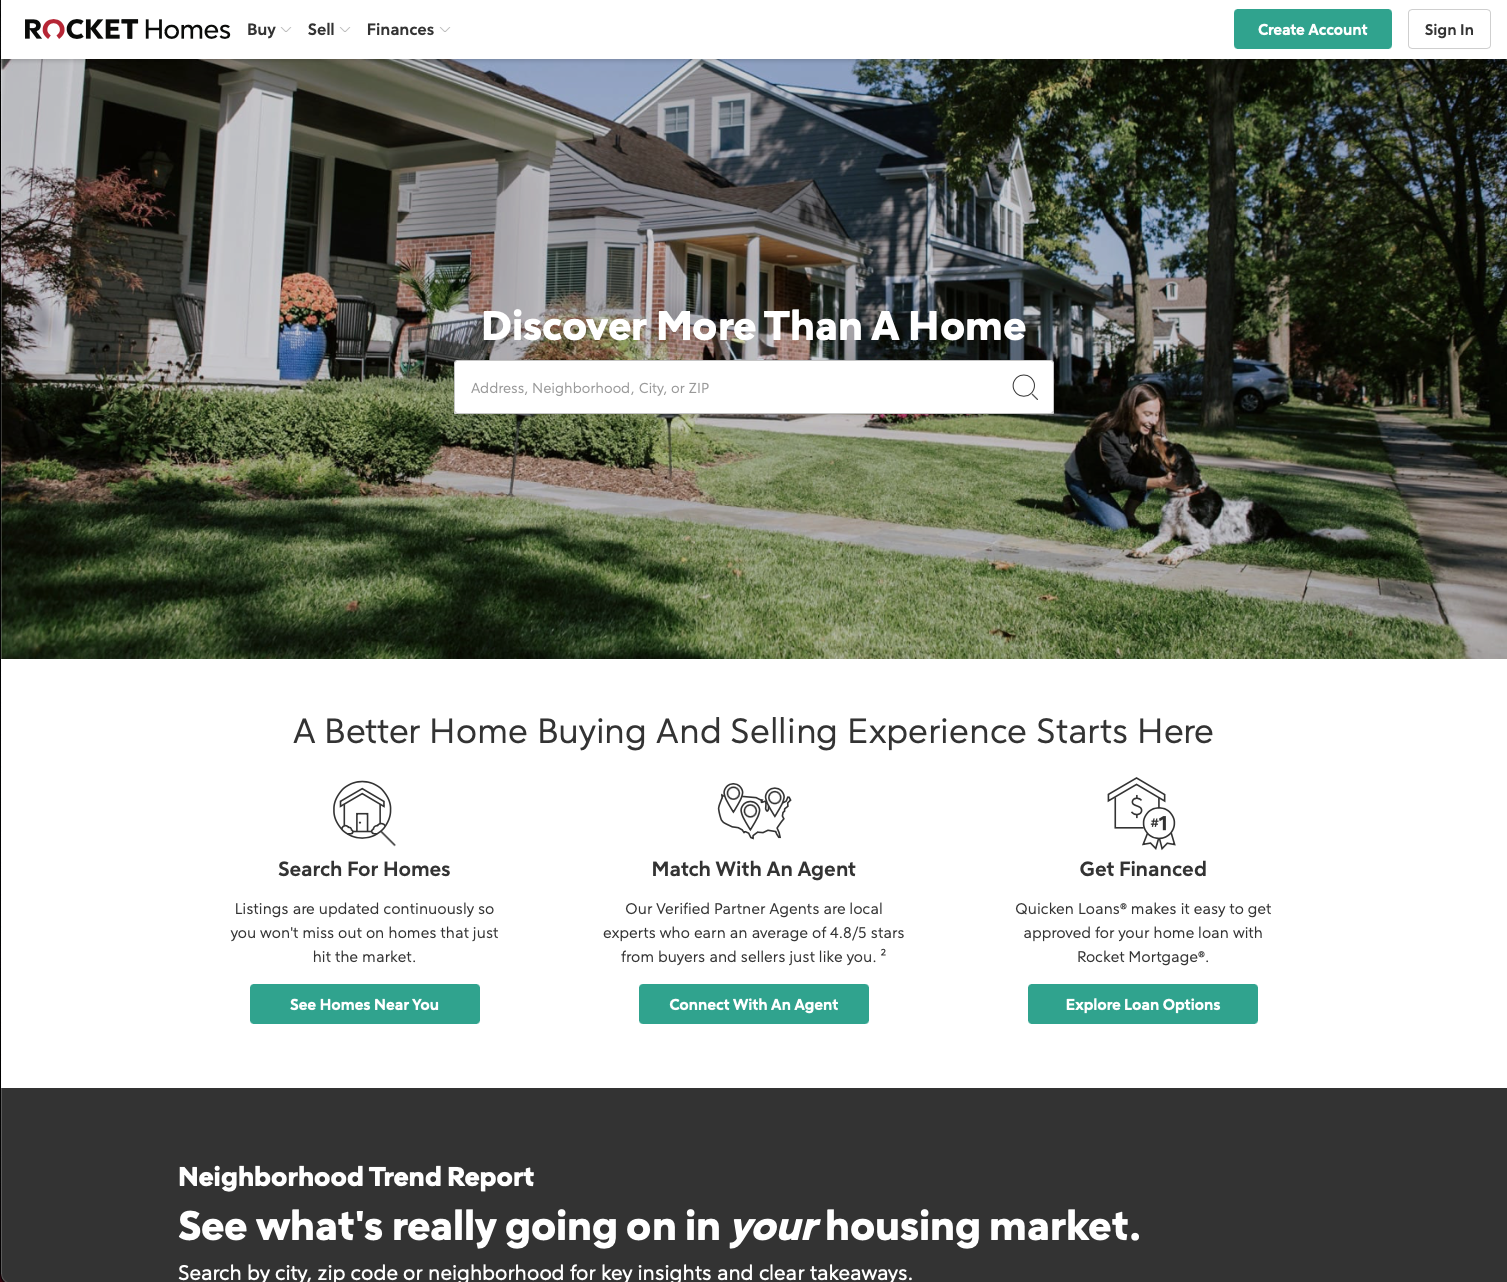 ROCKET Homes Buy Sell Finances Create Account Sign In
Discover More Than A Home
Address, Neighborhood, City, or ZIP
A Better Home Buying And Selling Experience Starts Here
$
#1
Search For Homes
Listings are updated continuously so
you won't miss out on homes that just
hit the market.
See Homes Near You
Match With An Agent
Our Verified Partner Agents are local
experts who earn an average of 4.8/5 stars
from buyers and sellers just like you. ²
Connect With An Agent
Get Financed
Quicken Loans® makes it easy to get
approved for your home loan with
Rocket Mortgage®.
Explore Loan Options
Neighborhood Trend Report
See what's really going on in your housing market.
Search by city, zip code or neighborhood for key insights and clear takeaways.